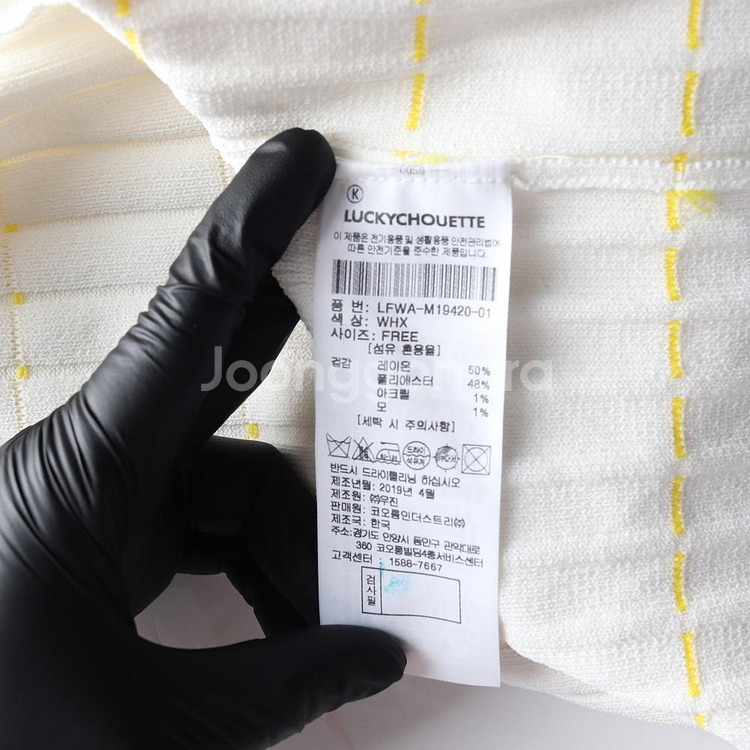 K
LUCKYCHOUETTE
이 제품은 전기용품 및 생활용품 안전관리법에
따른 안전기준을 준수한 제품입니다.
품 번: LFWA-M19420-01
색 상: WHX
사이즈: FREE
[섬유 혼용율]
겉감 레이온 50%
폴리에스터 48%
아크릴 1%
모 1%
[세탁 시 주의사항]
드라이
석유계
반드시 드라이클리닝 하십시오
제조년월: 2019년 4월
제조원: ㈜우진
판매원: 코오롱인더스트리㈜
제조국: 한국
주소:경기도 안양시 동안구 관악대로
360 코오롱빌딩4층서비스센터
고객센터 : 1588-7667
검사필
Joonggonara